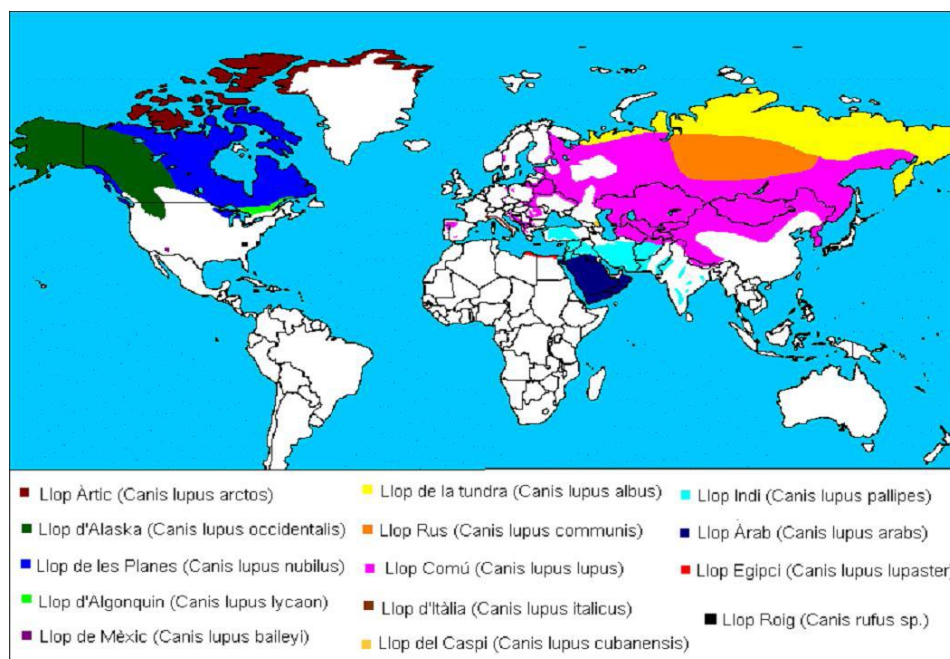 Llop Àrtic (Canis lupus arctos)
Llop d'Alaska (Canis lupus occidentalis)
Llop de les Planes (Canis lupus nubilus)
Llop d'Algonquin (Canis lupus lycaon)
Llop de Mèxic (Canis lupus baileyi)
Llop de la tundra (Canis lupus albus)
Llop Rus (Canis lupus communis)
Llop Comú (Canis lupus lupus)
Llop d'Itàlia (Canis lupus italicus)
Llop del Caspi (Canis lupus cubanensis)
Llop Indi (Canis lupus pallipes)
Llop Àrab (Canis lupus arabs)
Llop Egipci (Canis lupus lupaster)
Llop Roig (Canis rufus sp.)